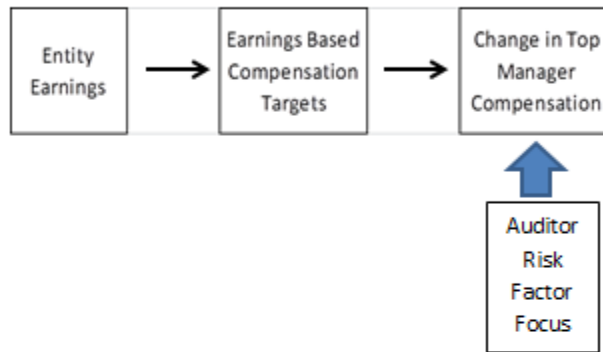 Entity
Earnings
Earnings Based
Compensation
Targets
Change in Top
Manager
Compensation
Auditor
Risk
Factor
Focus